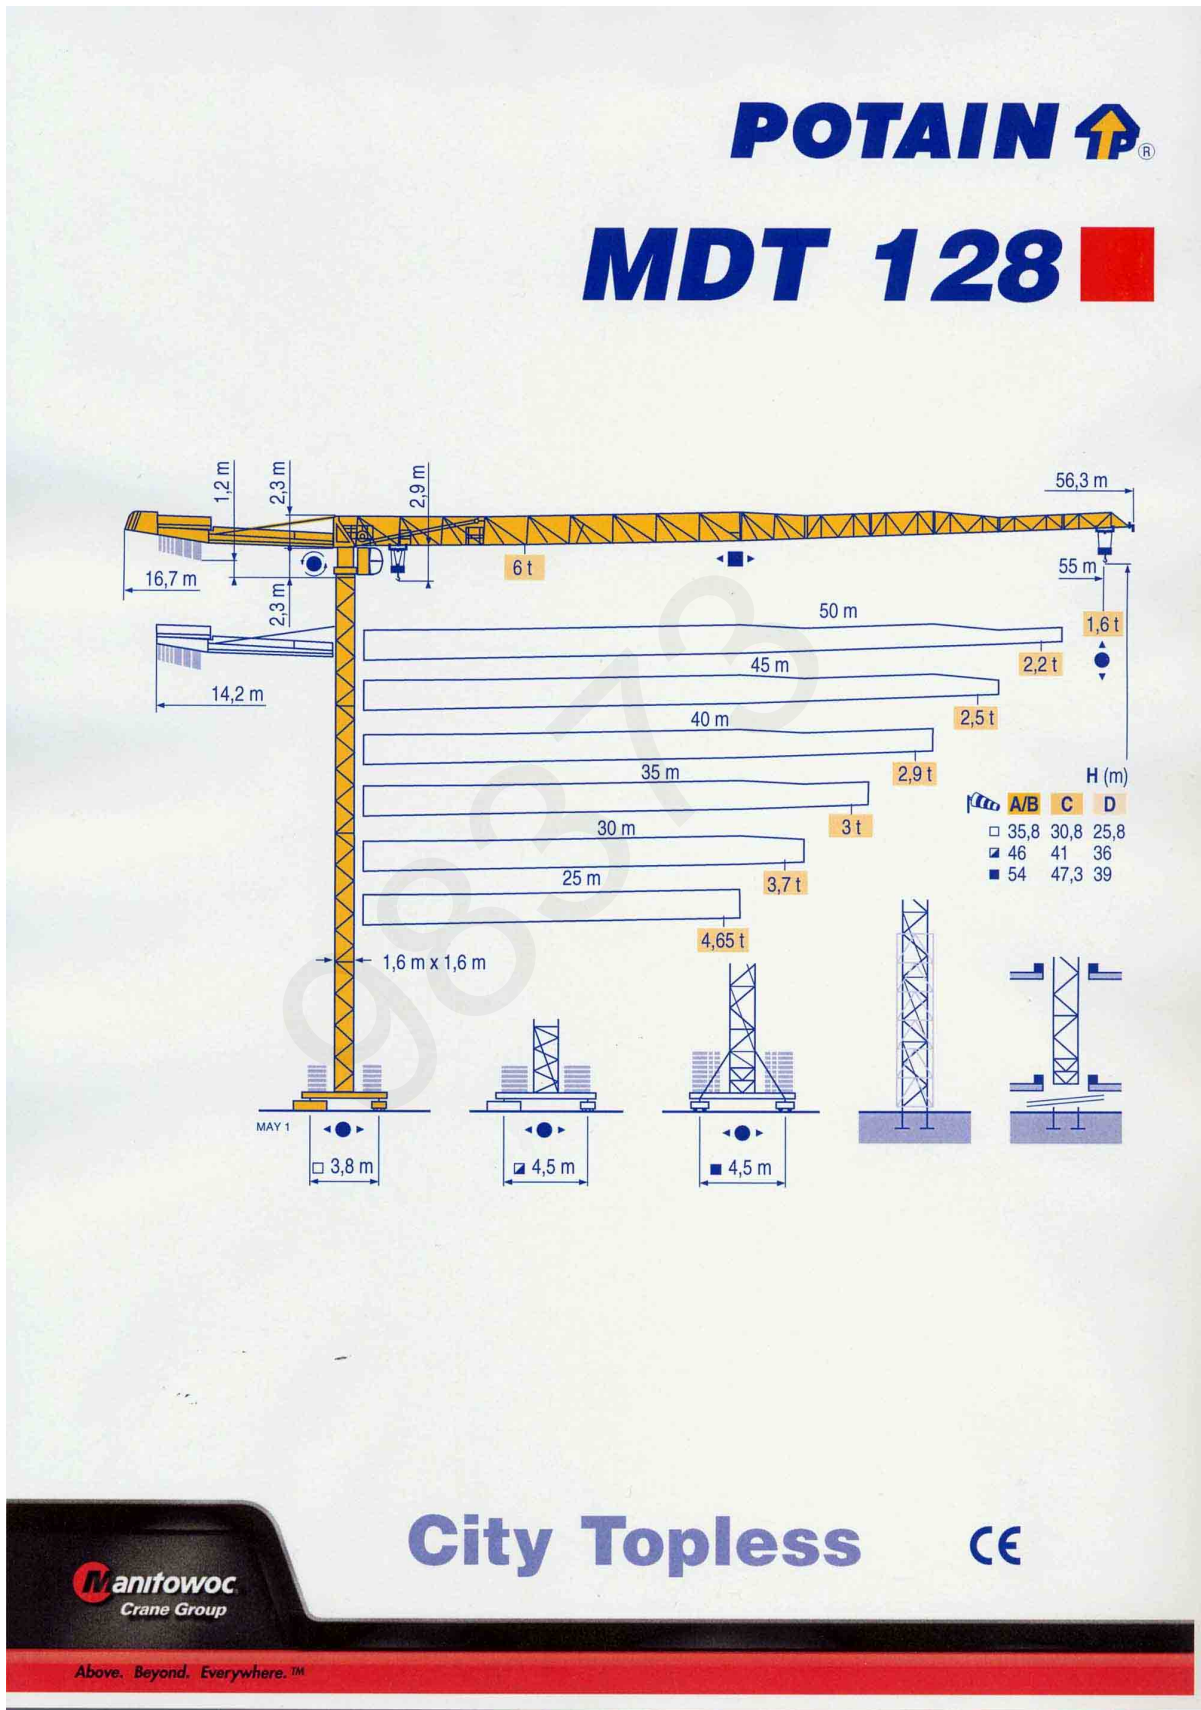 POTAIN P ®
MDT 128
1,2 m
2,3 m
2,9 m
56,3 m
16,7 m
2,3 m
6 t
55 m
50 m
1,6 t
2,2 t
14,2 m
45 m
2,5 t
40 m
2,9 t
35 m
3 t
H (m)
A/B C D
35,8 30,8 25,8
46 41 36
54 47,3 39
30 m
3,7 t
25 m
4,65 t
1,6 m x 1,6 m
98373
MAY 1
3,8 m
4,5 m
4,5 m
City Topless CE
Manitowoc
Crane Group
Above. Beyond. Everywhere.™